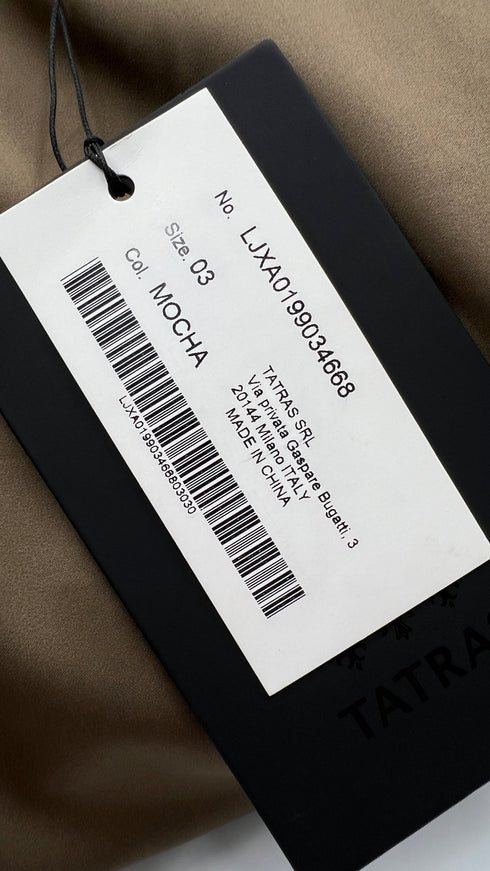 No. LJXA0199034668
Size. 03
Col. MOCHA
TATRAS SRL
Via privata Gaspare Bugatti, 3
20144 Milano ITALY
MADE IN CHINA
LJXA019903466803030
TATRAS